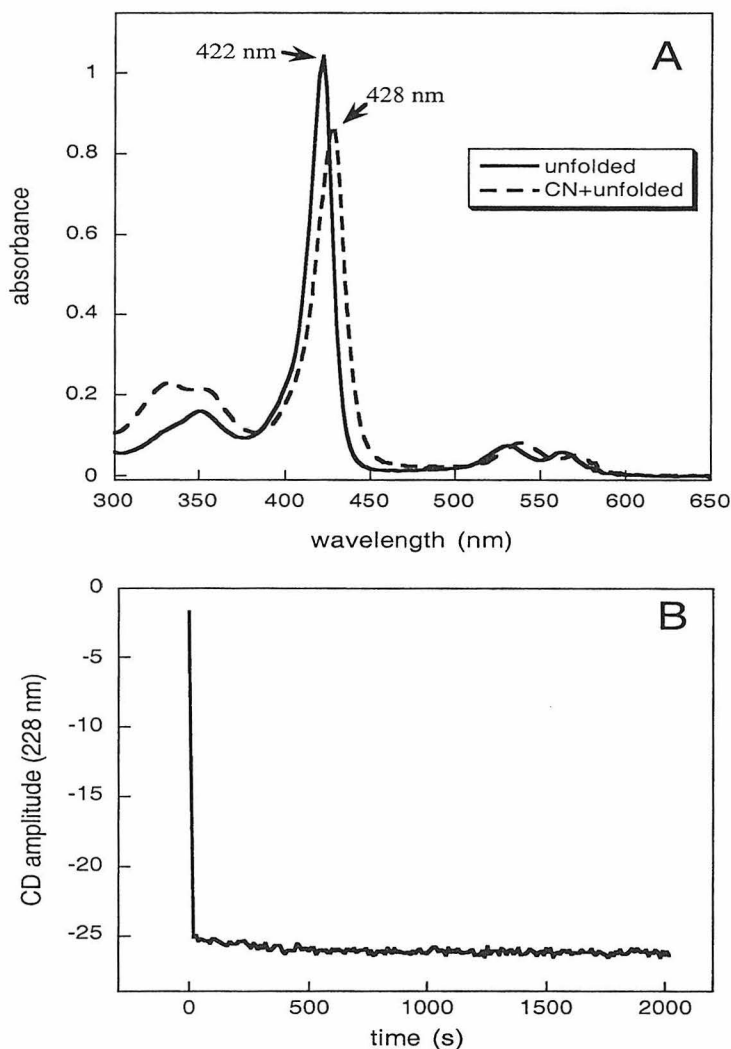 422 nm
A
1
428 nm
unfolded
0.8
CN+unfolded
absorbance
0.6
0.4
0.2
0
300 350 400 450 500 550 600 650
wavelength (nm)
0
B
-5
CD amplitude (228 nm)
-10
-15
-20
-25
0 500 1000 1500 2000
time (s)